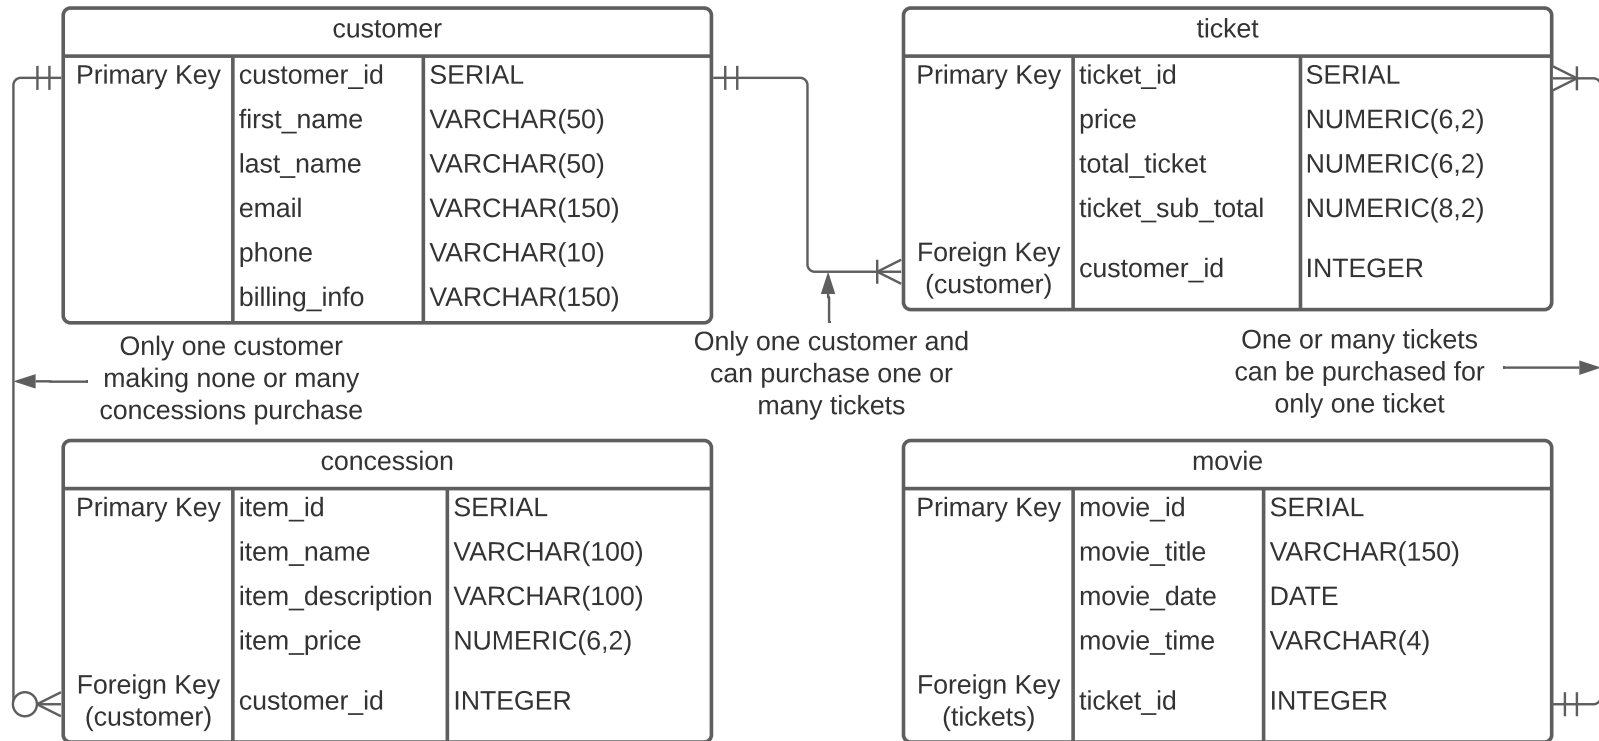 customer
Primary Key customer_id SERIAL
first_name VARCHAR(50)
last_name VARCHAR(50)
email VARCHAR(150)
phone VARCHAR(10)
billing_info VARCHAR(150)
ticket
Primary Key ticket_id SERIAL
price NUMERIC(6,2)
total_ticket NUMERIC(6,2)
ticket_sub_total NUMERIC(8,2)
Foreign Key
(customer) customer_id INTEGER
Only one customer
making none or many
concessions purchase
Only one customer and
can purchase one or
many tickets
One or many tickets
can be purchased for
only one ticket
concession
Primary Key item_id SERIAL
item_name VARCHAR(100)
item_description VARCHAR(100)
item_price NUMERIC(6,2)
Foreign Key
(customer) customer_id INTEGER
movie
Primary Key movie_id SERIAL
movie_title VARCHAR(150)
movie_date DATE
movie_time VARCHAR(4)
Foreign Key
(tickets) ticket_id INTEGER